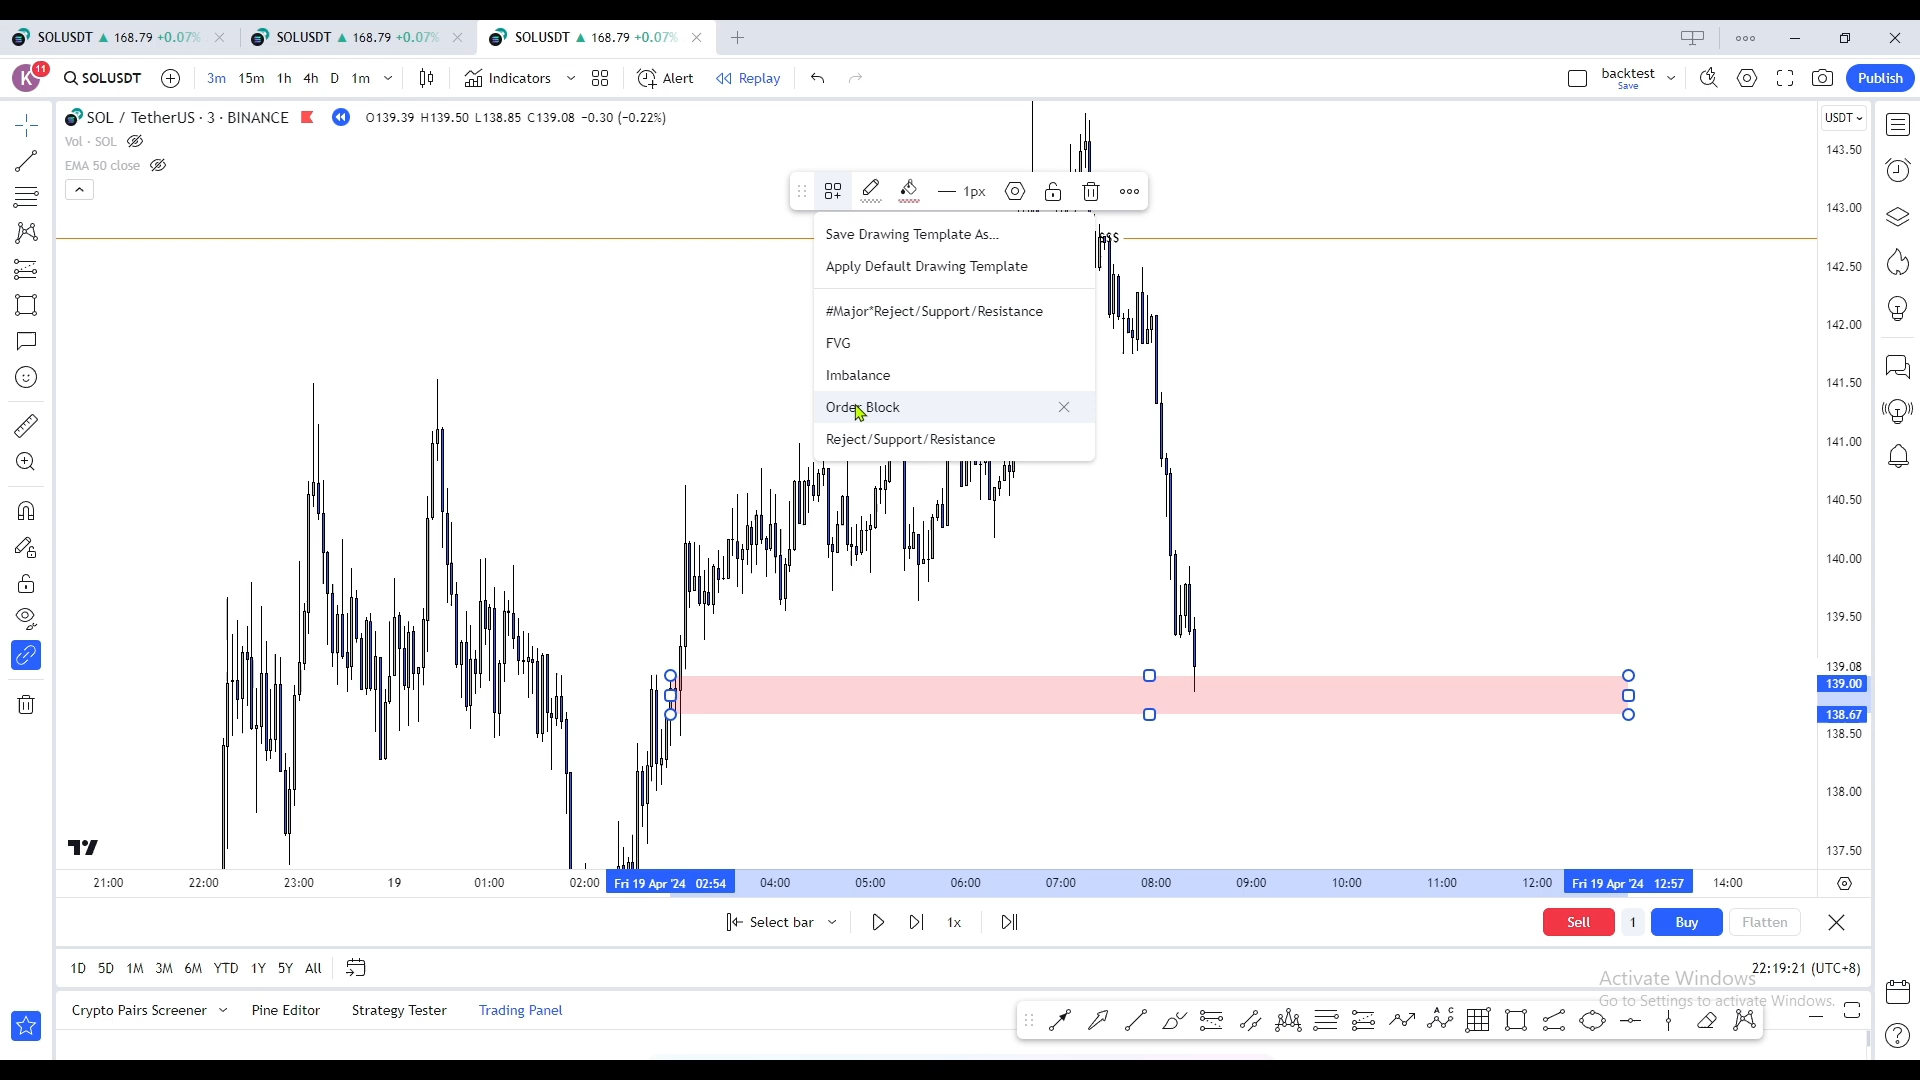 SOLUSDT ▲ 168.79 +0.07%
SOLUSDT ▲ 168.79 +0.07%
SOLUSDT ▲ 168.79 +0.07%
K 11
SOLUSDT
3m 15m 1h 4h D 1m
Indicators
Alert
Replay
backtest
Save
Publish
SOL / TetherUS · 3 · BINANCE
O139.39 H139.50 L138.85 C139.08 -0.30 (-0.22%)
Vol · SOL
EMA 50 close
1px
Save Drawing Template As...
Apply Default Drawing Template
#Major*Reject/Support/Resistance
FVG
Imbalance
Order Block
Reject/Support/Resistance
$$$
USDT
143.50
143.00
142.50
142.00
141.50
141.00
140.50
140.00
139.50
139.08
139.00
138.67
138.50
138.00
137.50
21:00 22:00 23:00 19 01:00 02:00 Fri 19 Apr '24 02:54 04:00 05:00 06:00 07:00 08:00 09:00 10:00 11:00 12:00 Fri 19 Apr '24 12:57 14:00
Select bar
1x
Sell 1 Buy Flatten
1D 5D 1M 3M 6M YTD 1Y 5Y All
22:19:21 (UTC+8)
Activate Windows
Go to Settings to activate Windows.
Crypto Pairs Screener Pine Editor Strategy Tester Trading Panel